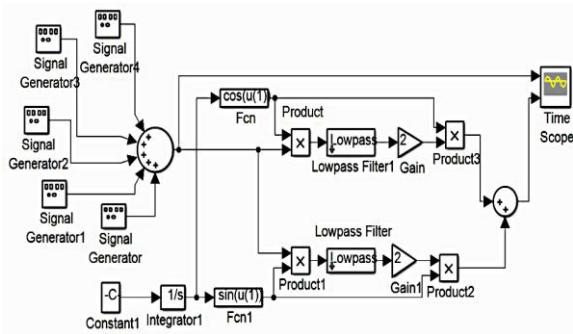 Signal
Generator4
Signal
Generator3
cos(u(1))
Fcn
Product
Time
Scope
Signal
Generator2
x
Lowpass
2
x
Lowpass Filter1
Gain
Product3
Signal
Generator1
Signal
Generator
Lowpass Filter
x
Lowpass
2
x
Product1
Gain1
Product2
-C
1/s
sin(u(1))
Constant1
Integrator1
Fcn1